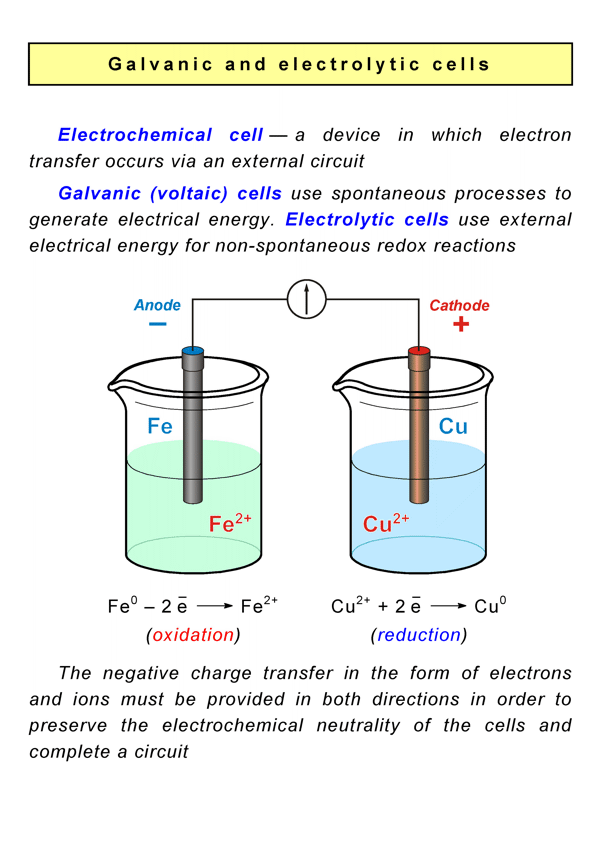 Galvanic and electrolytic cells
Electrochemical cell — a device in which electron
transfer occurs via an external circuit
Galvanic (voltaic) cells use spontaneous processes to
generate electrical energy. Electrolytic cells use external
electrical energy for non-spontaneous redox reactions
Anode
−
Cathode
+
Fe
Cu
Fe²⁺
Cu²⁺
Fe⁰ – 2 e̅ ⟶ Fe²⁺
Cu²⁺ + 2 e̅ ⟶ Cu⁰
(oxidation)
(reduction)
The negative charge transfer in the form of electrons
and ions must be provided in both directions in order to
preserve the electrochemical neutrality of the cells and
complete a circuit